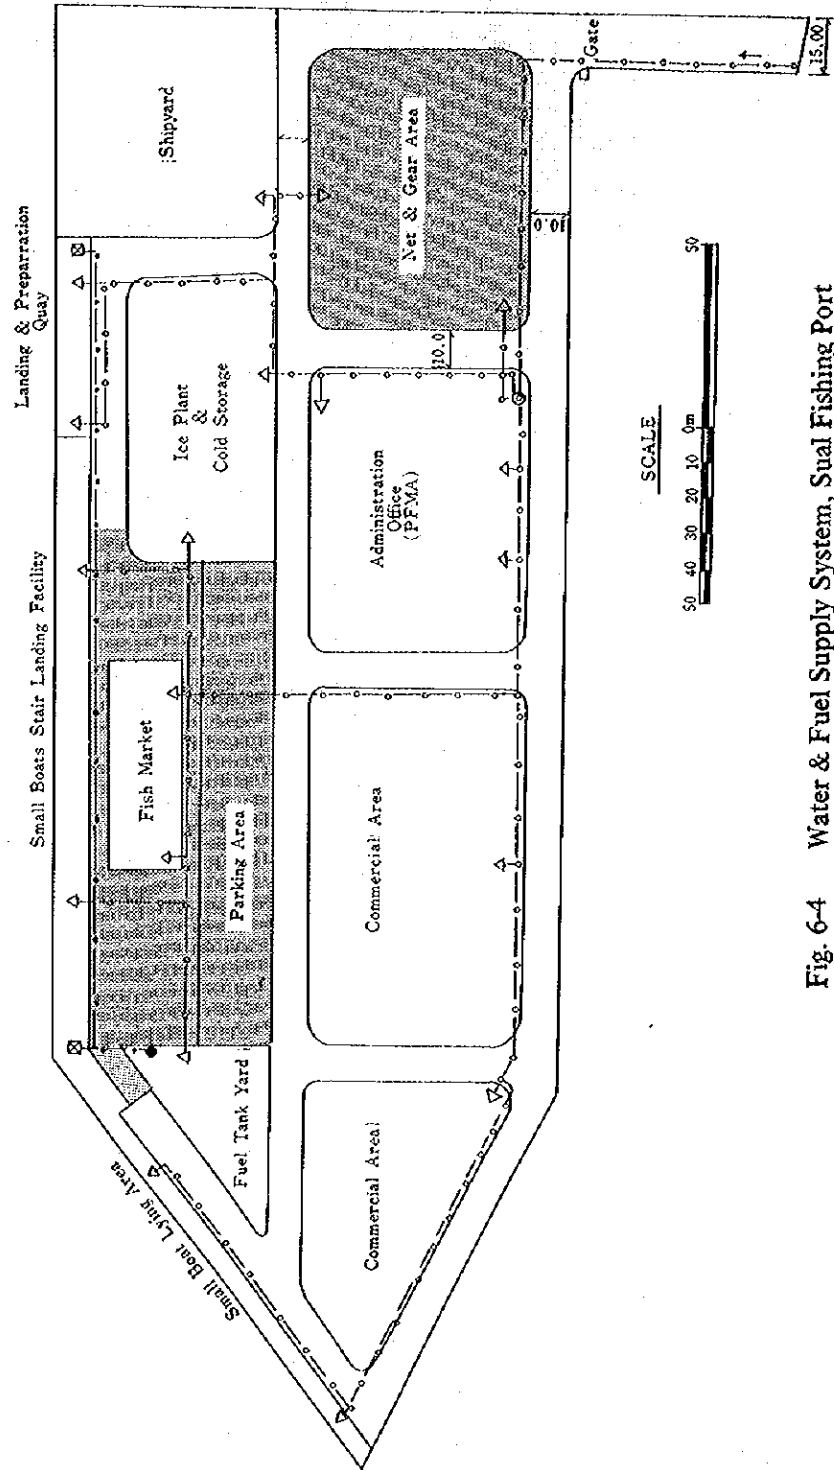 Landing & Preparration
Quay
Small Boats Stair Landing Facility
Small Boat Lying Area
Shipyard
Ice Plant
&
Cold Storage
Fish Market
Parking Area
Fuel Tank Yard
Net & Gear Area
Administration
Office
(PFMA)
Commercial Area
Commercial Area
10.0
10.0
Gate
15.00
SCALE
50 40 30 20 10 0m 50
Fig. 6-4 Water & Fuel Supply System, Sual Fishing Port